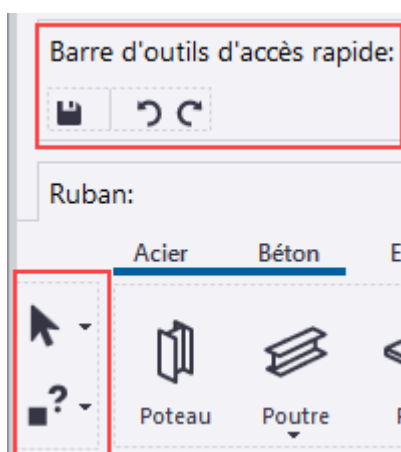 Barre d'outils d'accès rapide:
Ruban:
Acier Béton
?
Poteau Poutre